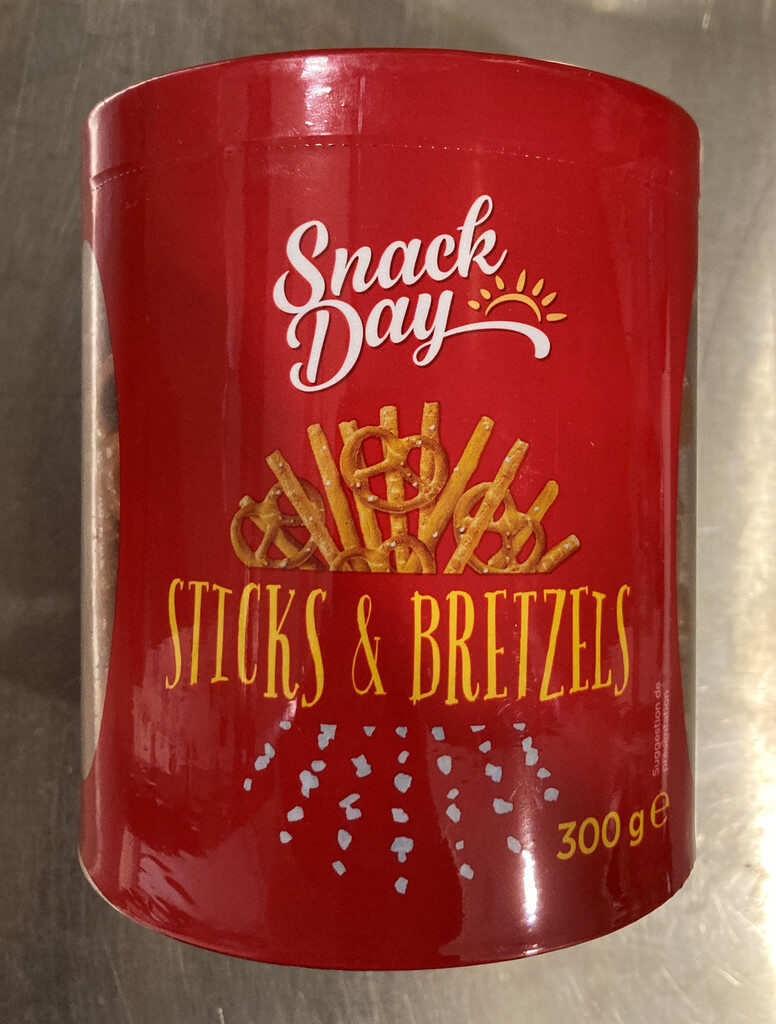 Snack
Day
STICKS & BRETZELS
Suggestion de
présentation
300 g ℮